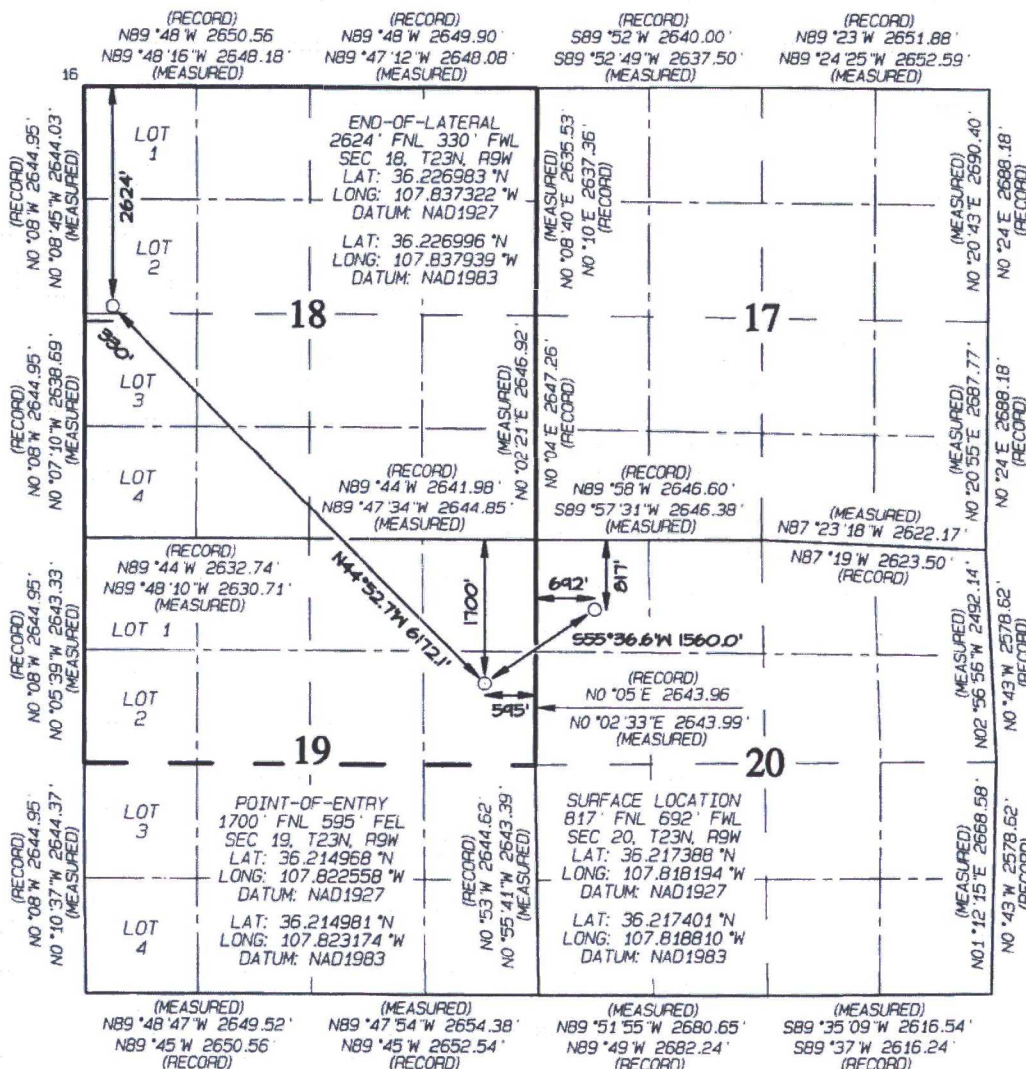 (RECORD)
N89°48'W 2650.56
N89°48'16"W 2648.18'
(MEASURED)
(RECORD)
N89°48'W 2649.90'
N89°47'12"W 2648.08'
(MEASURED)
(RECORD)
S89°52'W 2640.00'
S89°52'49"W 2637.50'
(MEASURED)
(RECORD)
N89°23'W 2651.88'
N89°24'25"W 2652.59'
(MEASURED)
16
(RECORD)
N0°08'W 2644.95'
N0°08'45"W 2644.03'
(MEASURED)
LOT
1
2624'
LOT
2
END-OF-LATERAL
2624' FNL 330' FWL
SEC 18, T23N, R9W
LAT: 36.226983°N
LONG: 107.837322°W
DATUM: NAD1927
LAT: 36.226996°N
LONG: 107.837939°W
DATUM: NAD1983
(MEASURED)
N0°08'40"E 2635.53
N0°10'E 2637.36'
(RECORD)
(MEASURED)
N0°20'43"E 2690.40'
N0°24'E 2688.18'
(RECORD)
18
17
330'
(RECORD)
N0°08'W 2644.95'
N0°07'10"W 2638.69'
(MEASURED)
LOT
3
LOT
4
(MEASURED)
N0°02'21"E 2646.92'
N0°04'E 2647.26'
(RECORD)
(MEASURED)
N0°20'55"E 2687.77'
N0°24'E 2688.18'
(RECORD)
(RECORD)
N89°44'W 2641.98'
N89°47'34"W 2644.85'
(MEASURED)
(RECORD)
N89°58'W 2646.60'
S89°57'31"W 2646.38'
(MEASURED)
(MEASURED)
N87°23'18"W 2622.17'
N87°19'W 2623.50'
(RECORD)
(RECORD)
N89°44'W 2632.74'
N89°48'10"W 2630.71'
(MEASURED)
N44°52.7'W 6172.1'
1700'
692'
817'
S55°36.6'W 1560.0'
595'
(RECORD)
N0°08'W 2644.95'
N0°05'39"W 2643.33'
(MEASURED)
LOT 1
LOT
2
(RECORD)
N0°05'E 2643.96
N0°02'33"E 2643.99'
(MEASURED)
(MEASURED)
N02°56'56"W 2492.14'
N0°43'W 2578.62'
(RECORD)
19
20
(RECORD)
N0°08'W 2644.95'
N0°10'37"W 2644.37'
(MEASURED)
LOT
3
LOT
4
POINT-OF-ENTRY
1700' FNL 595' FEL
SEC 19, T23N, R9W
LAT: 36.214968°N
LONG: 107.822558°W
DATUM: NAD1927
LAT: 36.214981°N
LONG: 107.823174°W
DATUM: NAD1983
(RECORD)
N0°53'W 2644.62'
N0°55'41"W 2643.39'
(MEASURED)
SURFACE LOCATION
817' FNL 692' FWL
SEC 20, T23N, R9W
LAT: 36.217388°N
LONG: 107.818194°W
DATUM: NAD1927
LAT: 36.217401°N
LONG: 107.818810°W
DATUM: NAD1983
(MEASURED)
N01°12'15"E 2668.58'
N0°43'W 2578.62'
(RECORD)
(MEASURED)
N89°48'47"W 2649.52'
N89°45'W 2650.56'
(RECORD)
(MEASURED)
N89°47'54"W 2654.38'
N89°45'W 2652.54'
(RECORD)
(MEASURED)
N89°51'55"W 2680.65'
N89°49'W 2682.24'
(RECORD)
(MEASURED)
S89°35'09"W 2616.54'
S89°37'W 2616.24'
(RECORD)